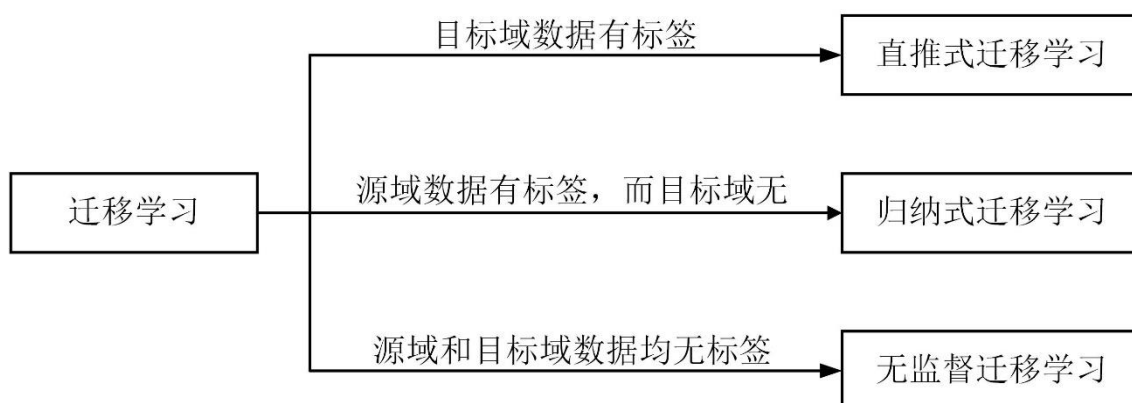 目标域数据有标签
直推式迁移学习
迁移学习
源域数据有标签，而目标域无
归纳式迁移学习
源域和目标域数据均无标签
无监督迁移学习